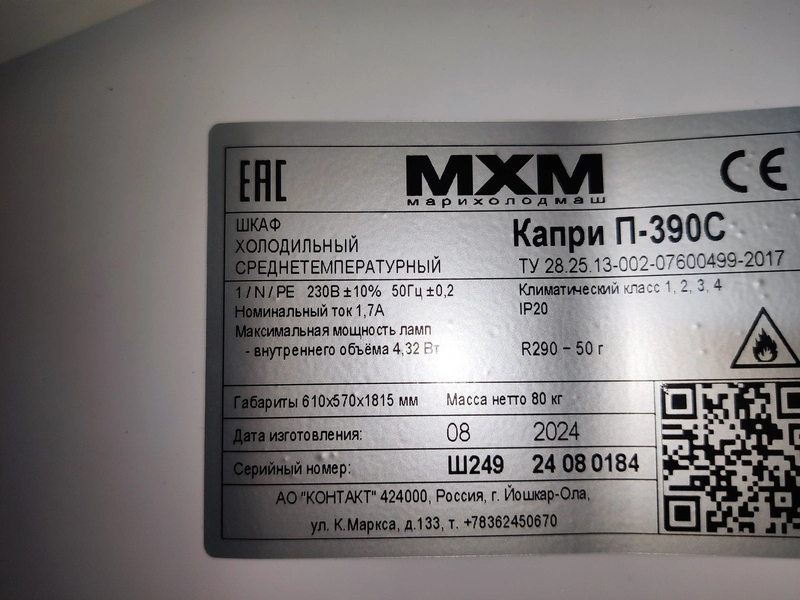 EAC
МХМ
марихолодмаш
CE
ШКАФ
ХОЛОДИЛЬНЫЙ
СРЕДНЕТЕМПЕРАТУРНЫЙ
Капри П-390С
ТУ 28.25.13-002-07600499-2017
1 / N / PE 230В ±10% 50Гц ±0,2
Номинальный ток 1,7А
Максимальная мощность ламп
- внутреннего объёма 4,32 Вт
Климатический класс 1, 2, 3, 4
IP20
R290 – 50 г
Габариты 610х570х1815 мм Масса нетто 80 кг
Дата изготовления: 08 2024
Серийный номер: Ш249 24 08 0184
АО "КОНТАКТ" 424000, Россия, г. Йошкар-Ола,
ул. К.Маркса, д.133, т. +78362450670